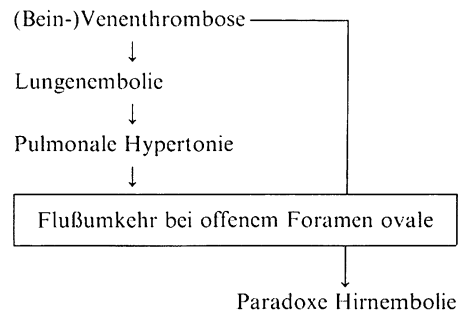 (Bein-)Venenthrombose
Lungenembolie
Pulmonale Hypertonie
Flußumkehr bei offenem Foramen ovale
Paradoxe Hirnembolie